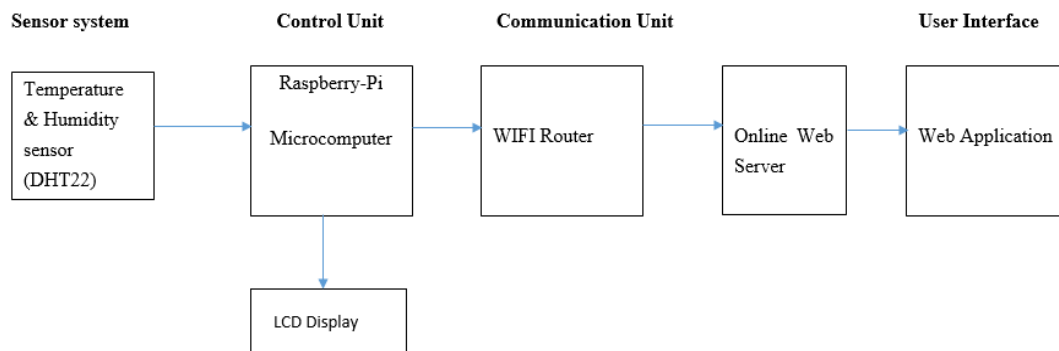 Sensor system
Control Unit
Communication Unit
User Interface
Temperature
& Humidity
sensor
(DHT22)
Raspberry-Pi
Microcomputer
WIFI Router
Online Web
Server
Web Application
LCD Display